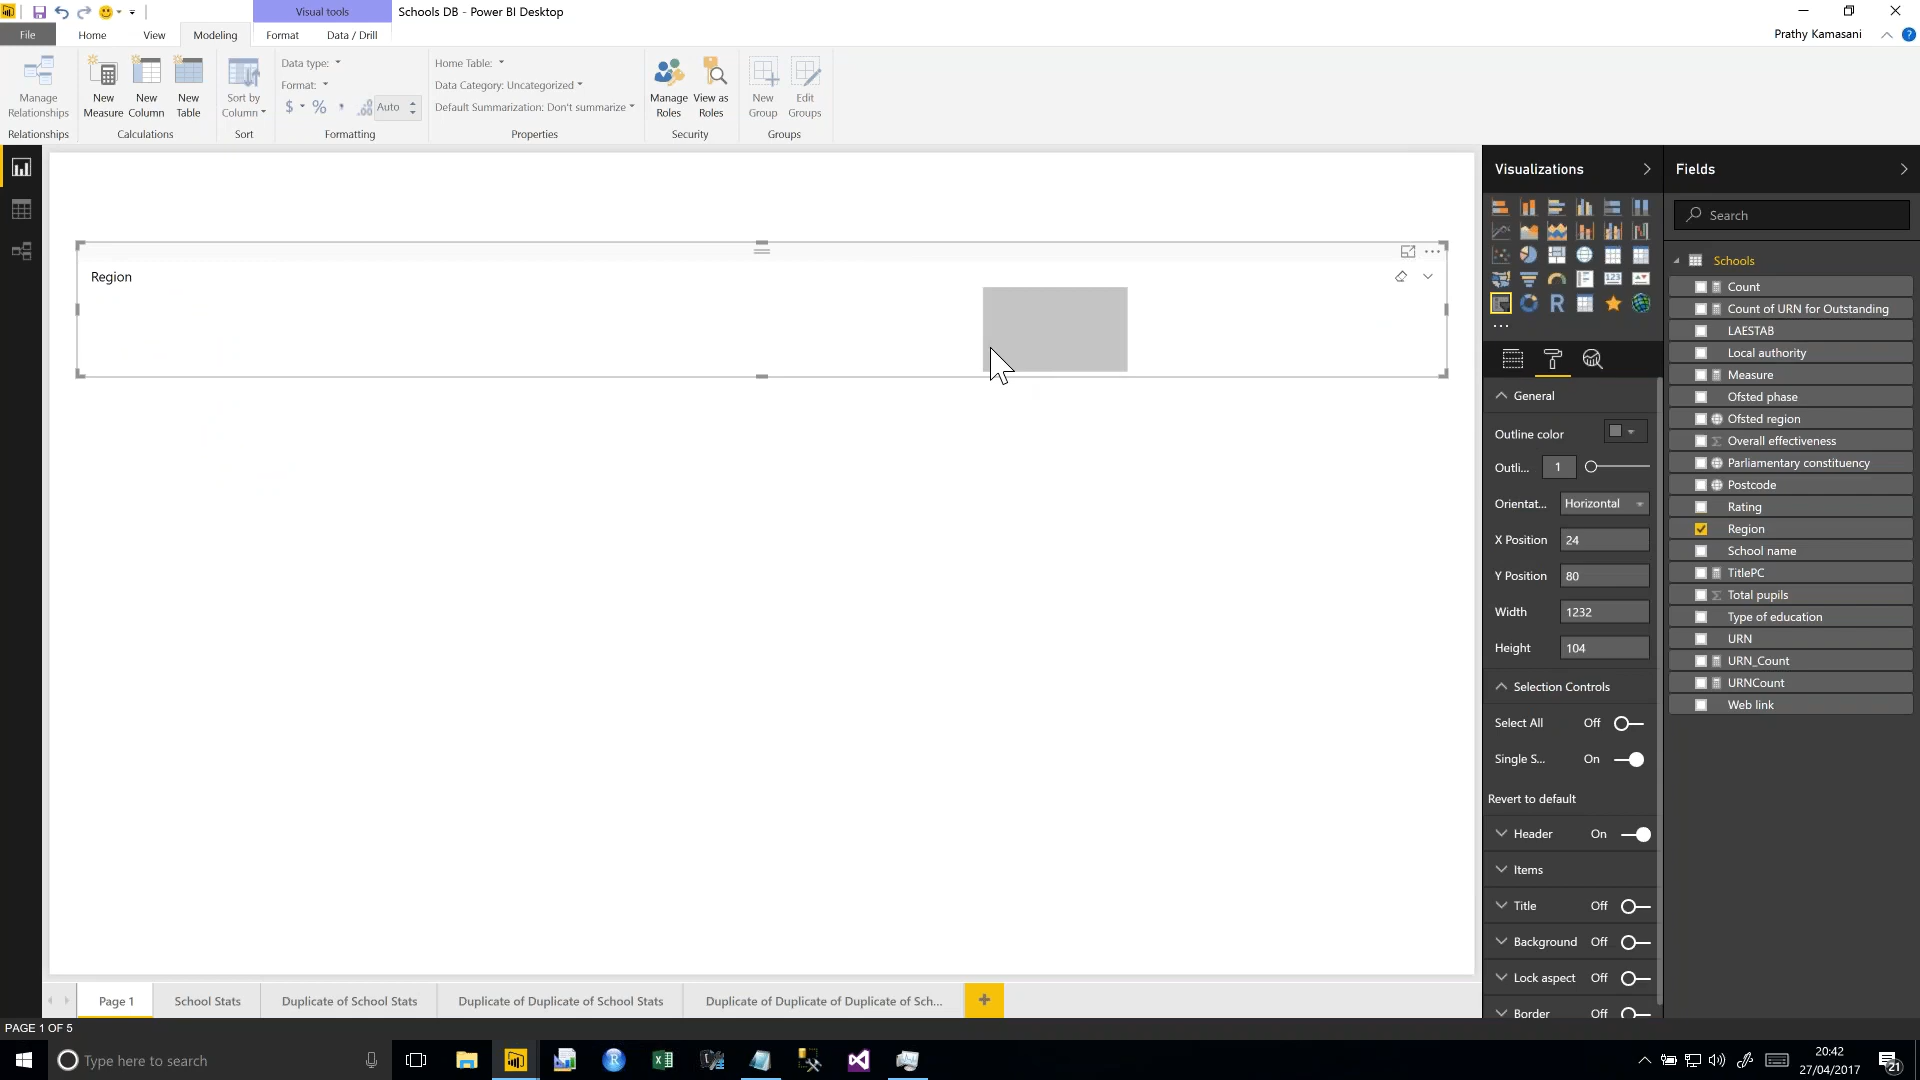 Visual tools
Schools DB - Power BI Desktop
File
Home
View
Modeling
Format
Data / Drill
Prathy Kamasani
?
Manage Relationships
New Measure
New Column
New Table
Sort by Column
Data type:
Format:
$ % , Auto
Home Table:
Data Category: Uncategorized
Default Summarization: Don't summarize
Manage Roles
View as Roles
New Group
Edit Groups
Relationships
Calculations
Sort
Formatting
Properties
Security
Groups
Region
Visualizations
R
123
General
Outline color
Outli... 1
Orientat... Horizontal
X Position 24
Y Position 80
Width 1232
Height 104
Selection Controls
Select All Off
Single S... On
Revert to default
Header On
Items
Title Off
Background Off
Lock aspect Off
Border Off
Fields
Search
Schools
Count
Count of URN for Outstanding
LAESTAB
Local authority
Measure
Ofsted phase
Ofsted region
Overall effectiveness
Parliamentary constituency
Postcode
Rating
Region
School name
TitlePC
Total pupils
Type of education
URN
URN_Count
URNCount
Web link
Page 1
School Stats
Duplicate of School Stats
Duplicate of Duplicate of School Stats
Duplicate of Duplicate of Duplicate of Sch...
+
PAGE 1 OF 5
Type here to search
R
20:42
27/04/2017
21